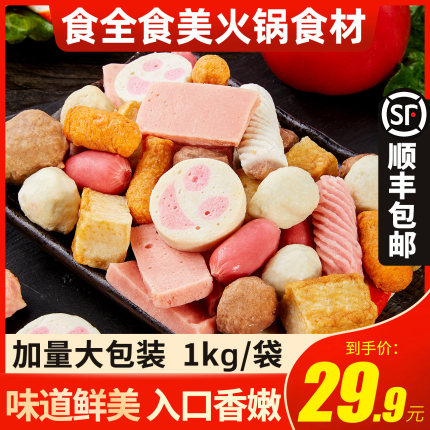 食全食美火锅食材
SF
顺丰包邮
加量大包装 1kg/袋
到手价:
味道鲜美 入口香嫩
29.9元